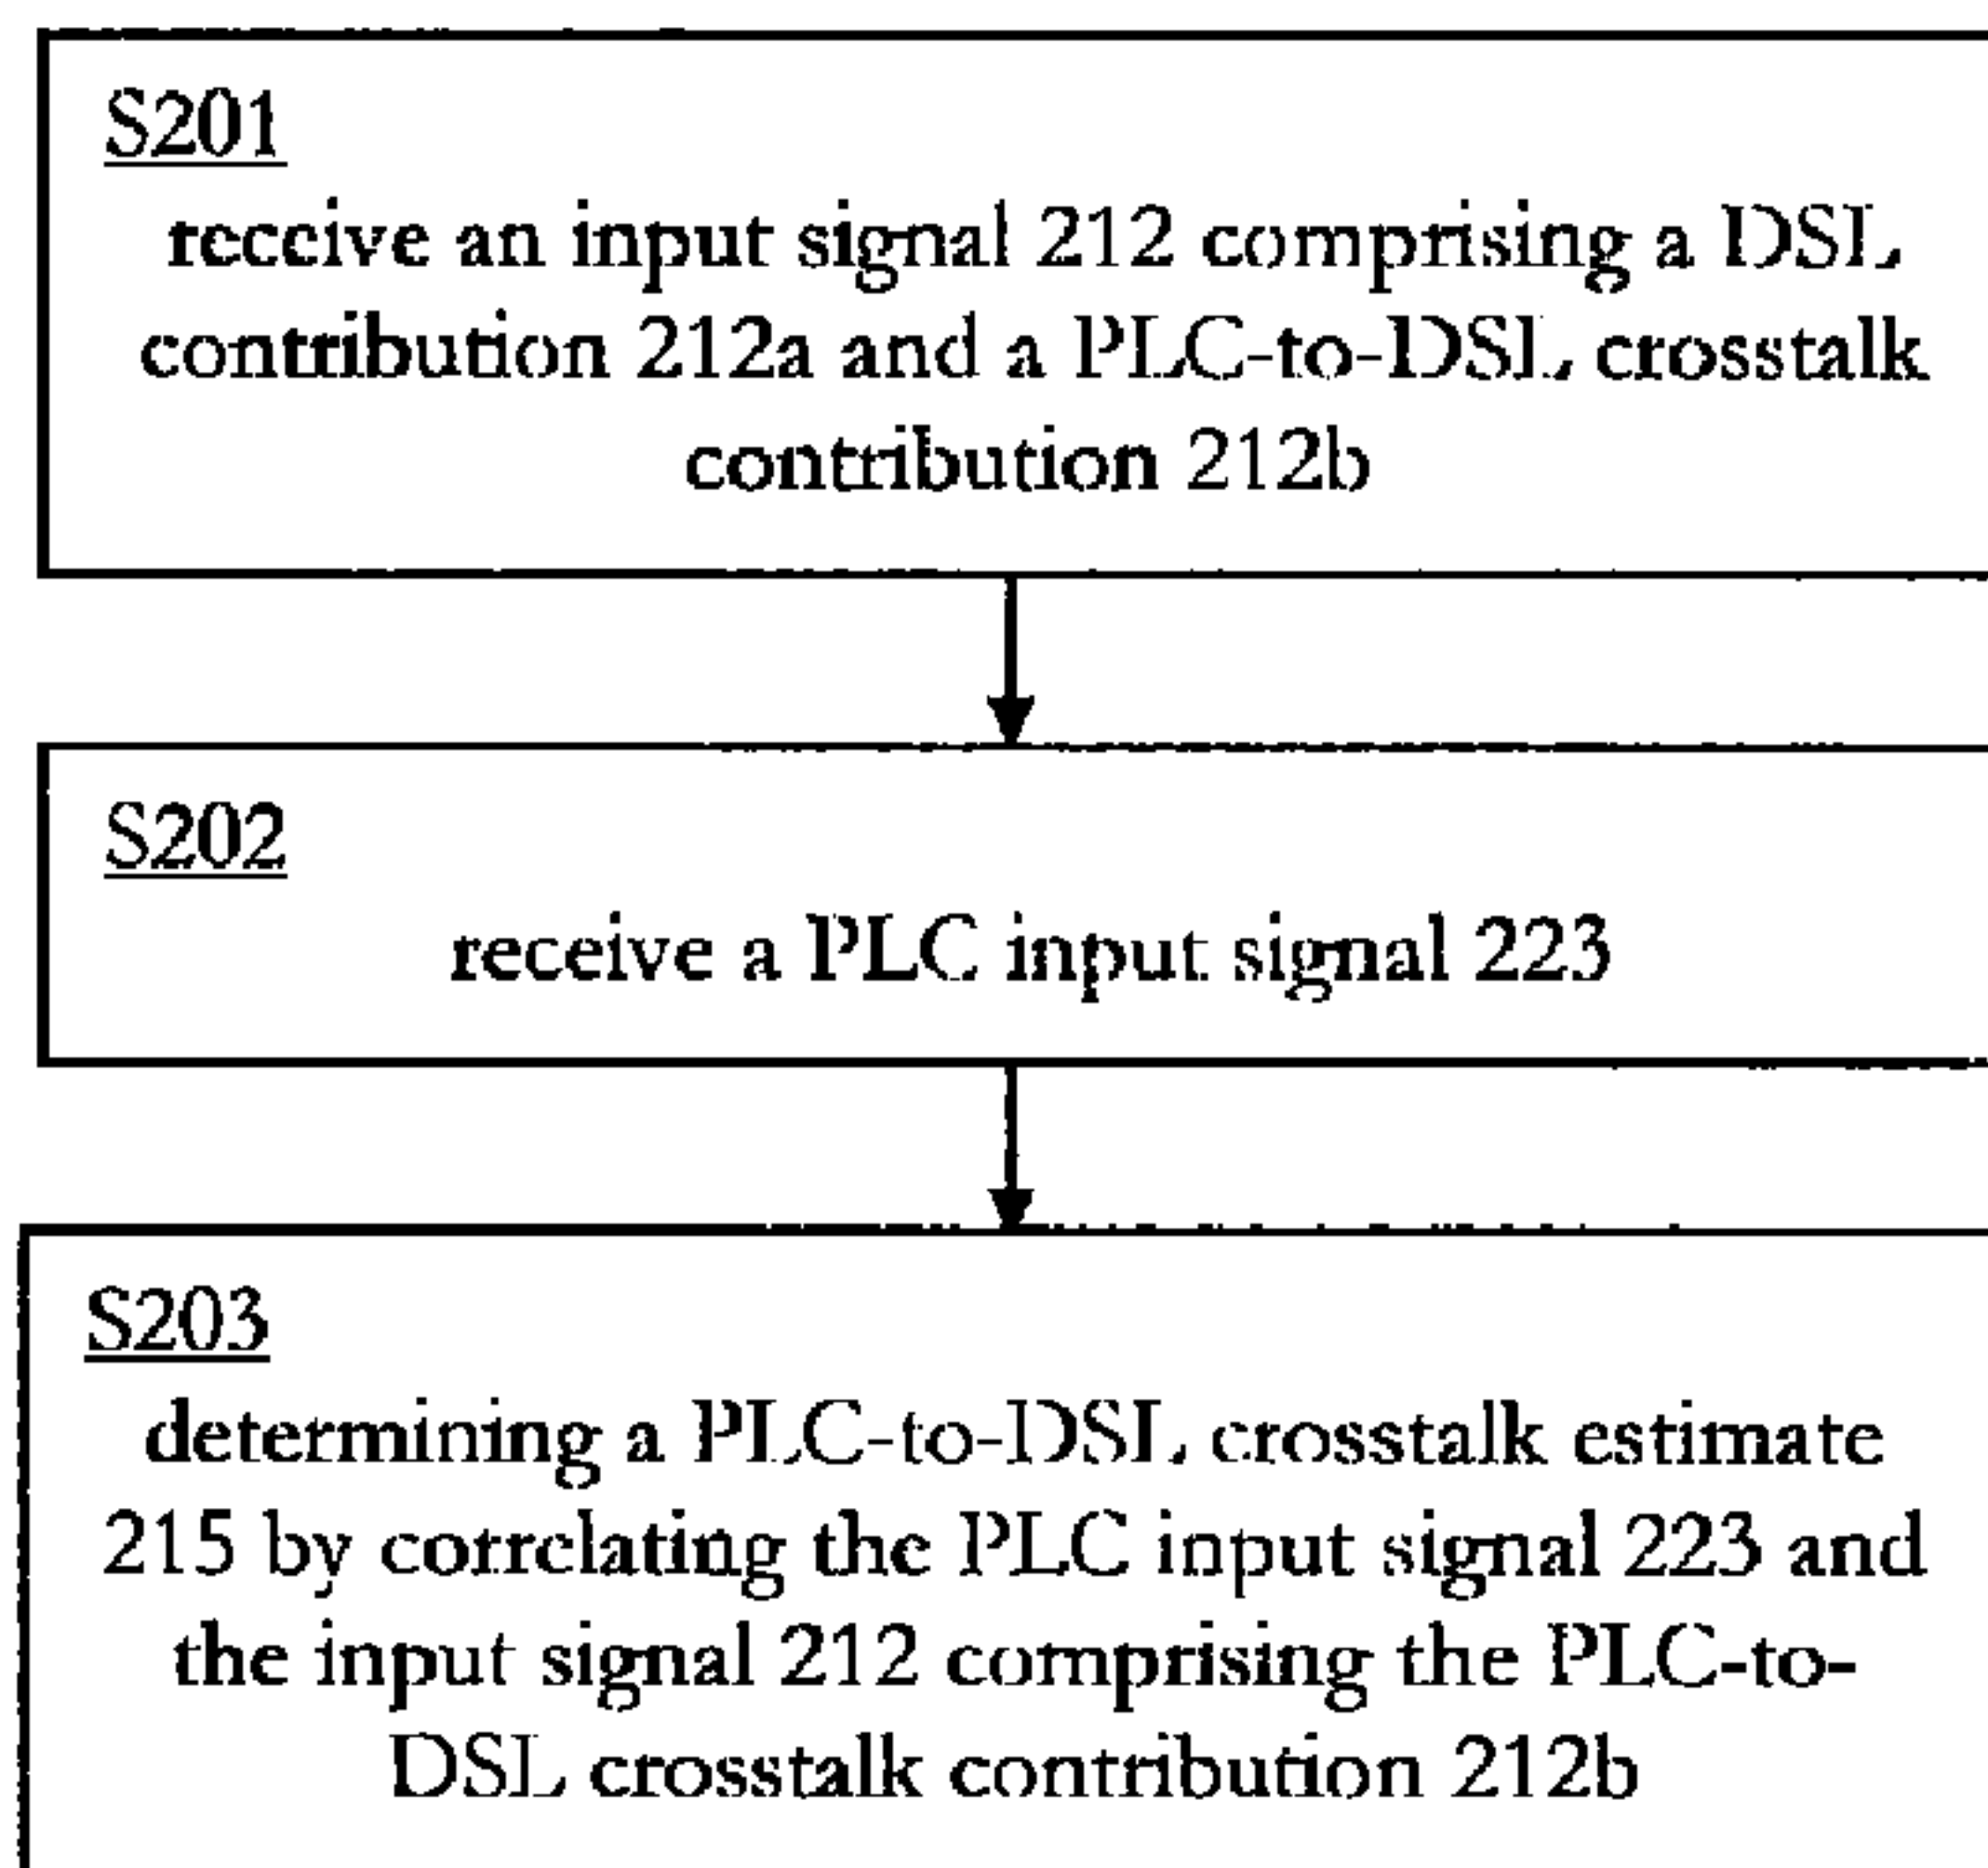 S201
receive an input signal 212 comprising a DSL
contribution 212a and a PLC-to-DSL crosstalk
contribution 212b
S202
receive a PLC input signal 223
S203
determining a PLC-to-DSL crosstalk estimate
215 by correlating the PLC input signal 223 and
the input signal 212 comprising the PLC-to-
DSL crosstalk contribution 212b